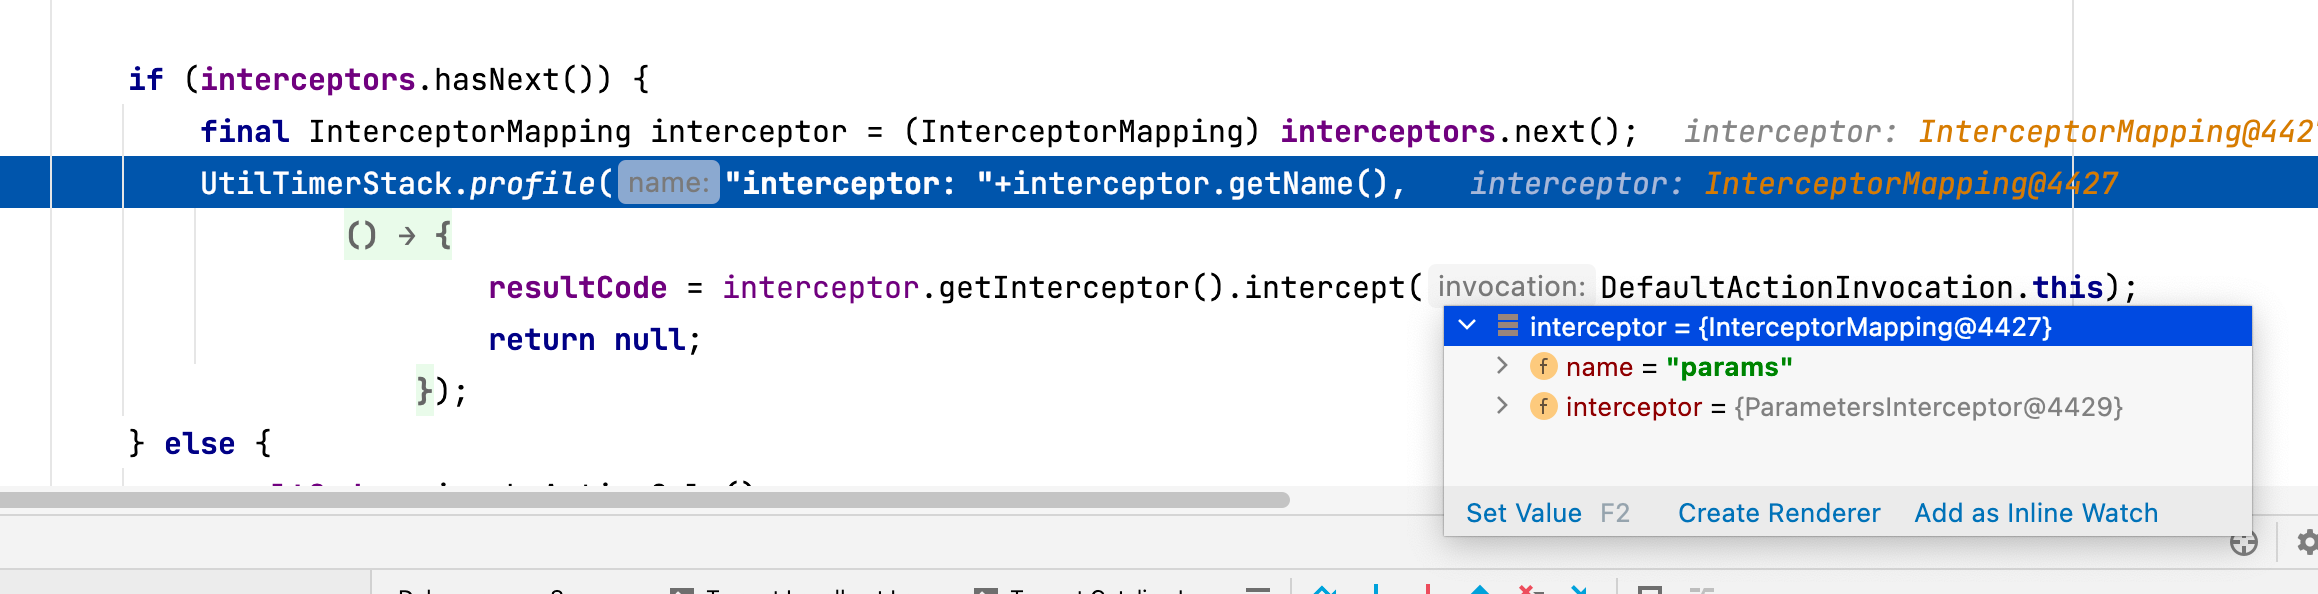 if (interceptors.hasNext()) {
final InterceptorMapping interceptor = (InterceptorMapping) interceptors.next();   interceptor: InterceptorMapping@442
UtilTimerStack.profile( name: "interceptor: "+interceptor.getName(),   interceptor: InterceptorMapping@4427
() → {
resultCode = interceptor.getInterceptor().intercept( invocation: DefaultActionInvocation.this);
interceptor = {InterceptorMapping@4427}
return null;
name = "params"
});
interceptor = {ParametersInterceptor@4429}
} else {
Set Value F2 Create Renderer Add as Inline Watch